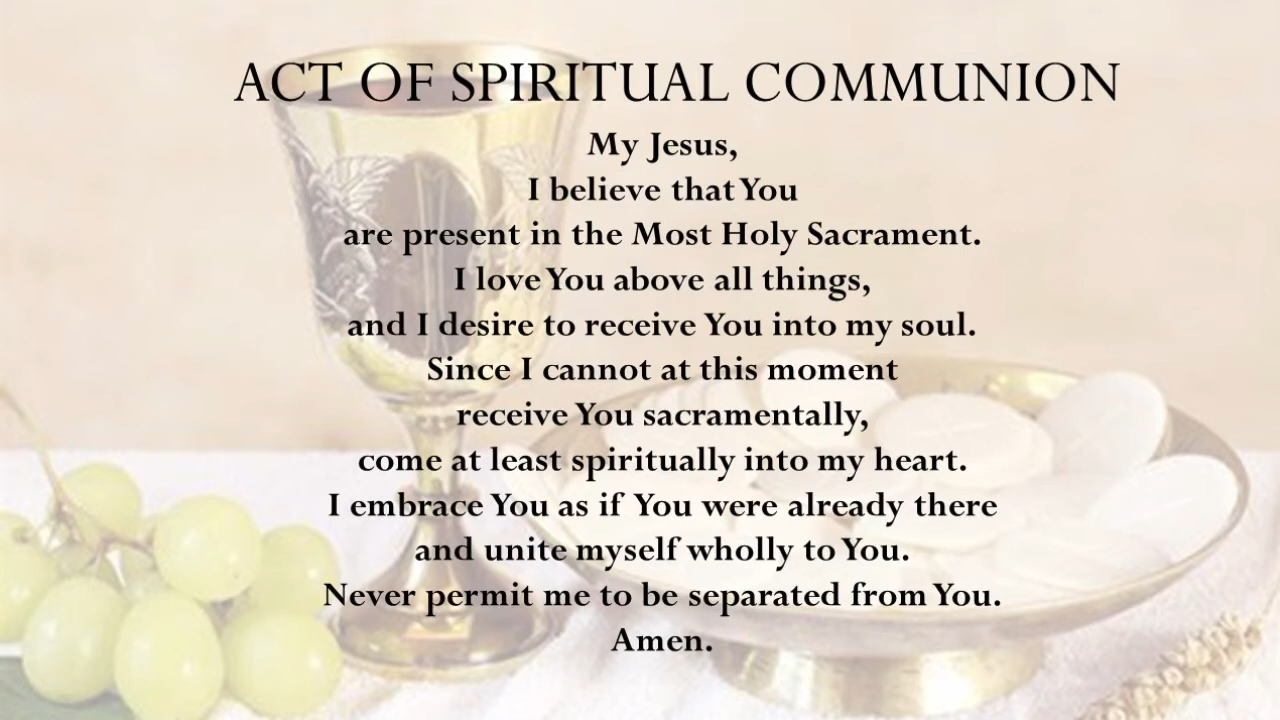 ACT OF SPIRITUAL COMMUNION
My Jesus,
I believe that You
are present in the Most Holy Sacrament.
I love You above all things,
and I desire to receive You into my soul.
Since I cannot at this moment
receive You sacramentally,
come at least spiritually into my heart.
I embrace You as if You were already there
and unite myself wholly to You.
Never permit me to be separated from You.
Amen.